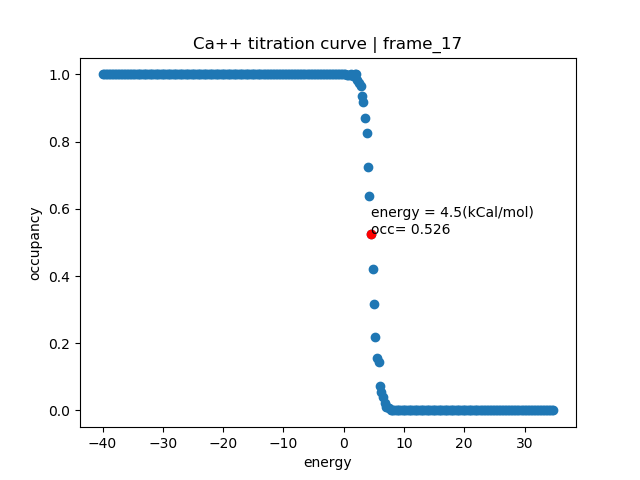 Ca++ titration curve | frame_17
1.0
0.8
0.6
0.4
0.2
0.0
occupancy
energy = 4.5(kCal/mol)
occ= 0.526
−40 −30 −20 −10 0 10 20 30
energy